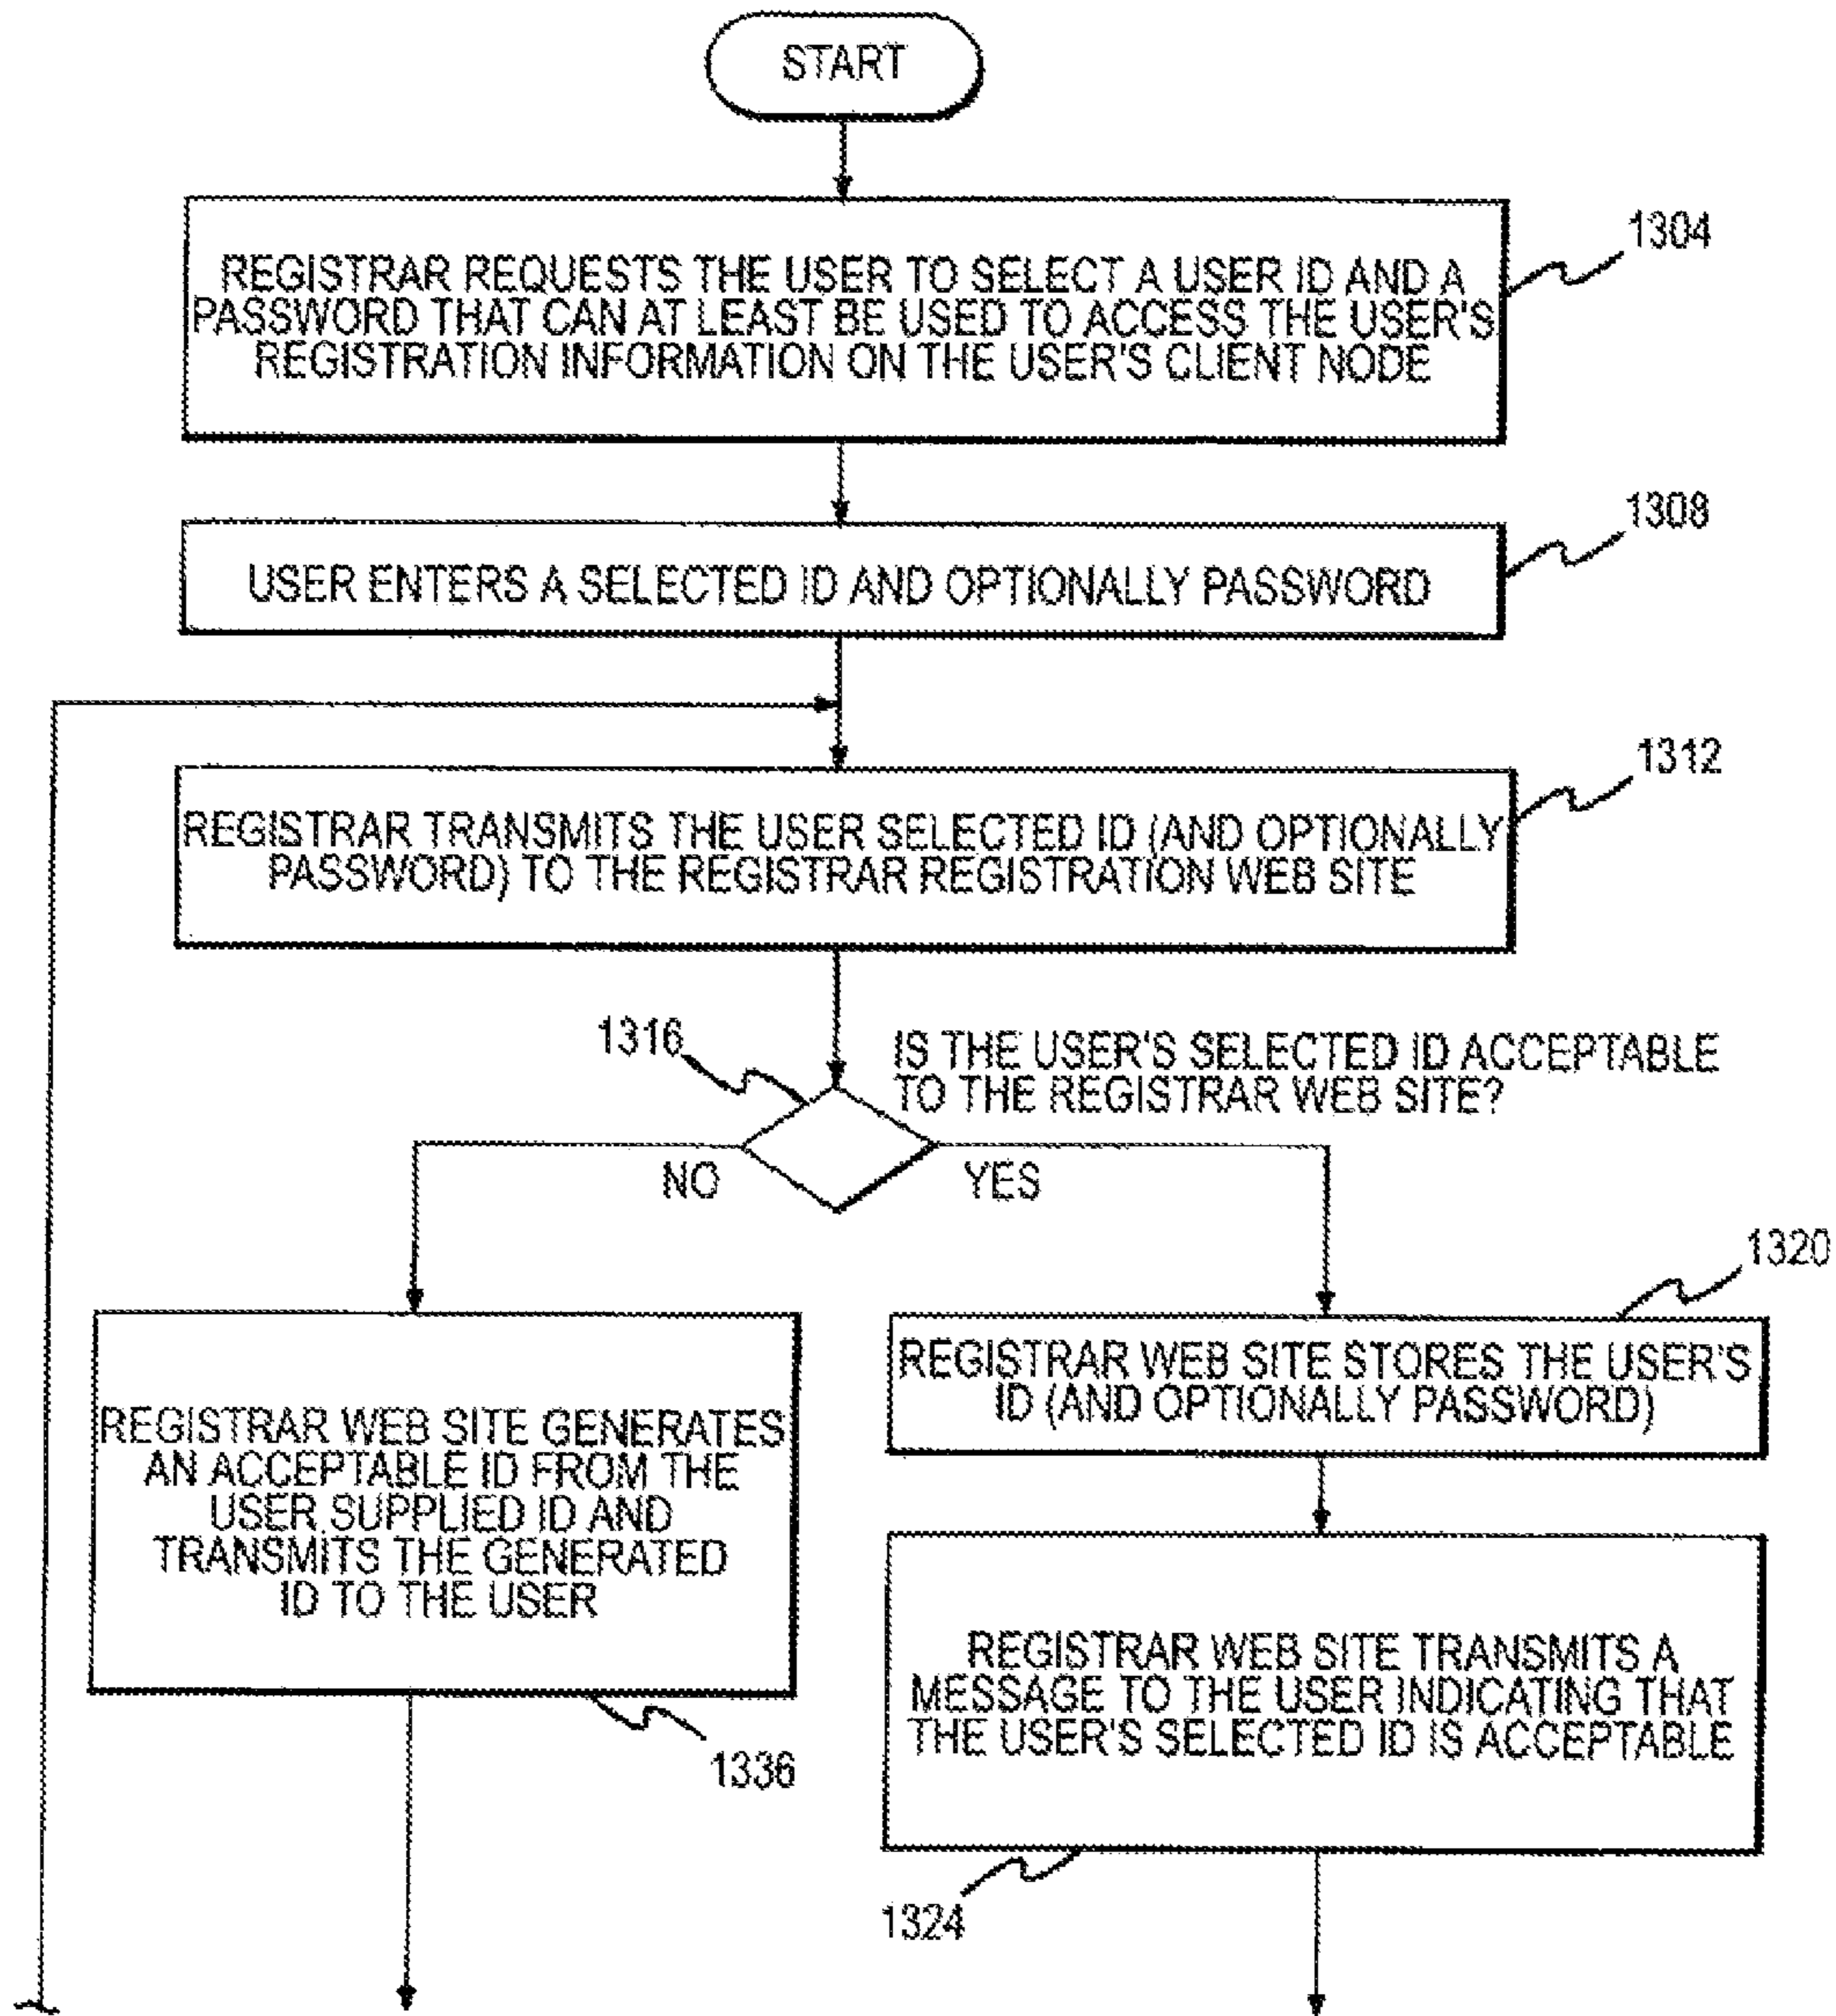 START
1304
REGISTRAR REQUESTS THE USER TO SELECT A USER ID AND A
PASSWORD THAT CAN AT LEAST BE USED TO ACCESS THE USER'S
REGISTRATION INFORMATION ON THE USER'S CLIENT NODE
1308
USER ENTERS A SELECTED ID AND OPTIONALLY PASSWORD
1312
REGISTRAR TRANSMITS THE USER SELECTED ID (AND OPTIONALLY
PASSWORD) TO THE REGISTRAR REGISTRATION WEB SITE
1316
IS THE USER'S SELECTED ID ACCEPTABLE
TO THE REGISTRAR WEB SITE?
NO
YES
1320
REGISTRAR WEB SITE STORES THE USER'S
ID (AND OPTIONALLY PASSWORD)
REGISTRAR WEB SITE GENERATES
AN ACCEPTABLE ID FROM THE
USER SUPPLIED ID AND
TRANSMITS THE GENERATED
ID TO THE USER
1336
REGISTRAR WEB SITE TRANSMITS A
MESSAGE TO THE USER INDICATING THAT
THE USER'S SELECTED ID IS ACCEPTABLE
1324